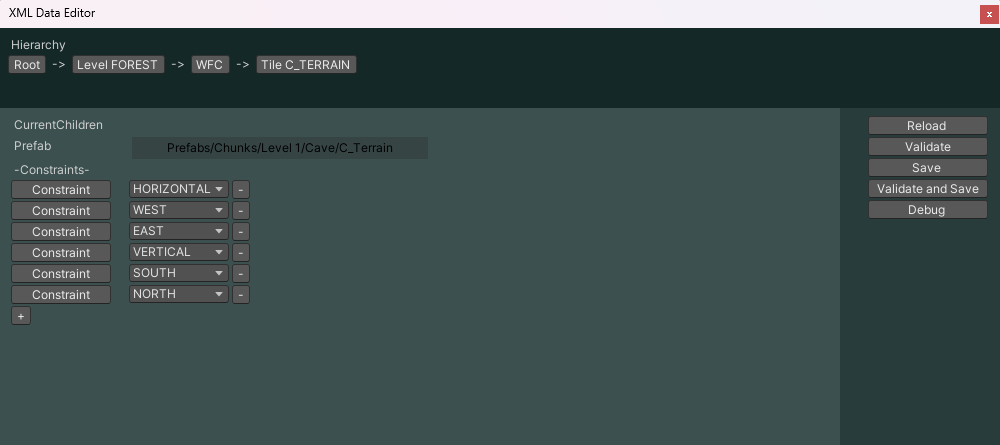 XML Data Editor
x
Hierarchy
Root -> Level FOREST -> WFC -> Tile C_TERRAIN
CurrentChildren
Prefab Prefabs/Chunks/Level 1/Cave/C_Terrain
-Constraints-
Constraint HORIZONTAL -
Constraint WEST -
Constraint EAST -
Constraint VERTICAL -
Constraint SOUTH -
Constraint NORTH -
+
Reload
Validate
Save
Validate and Save
Debug